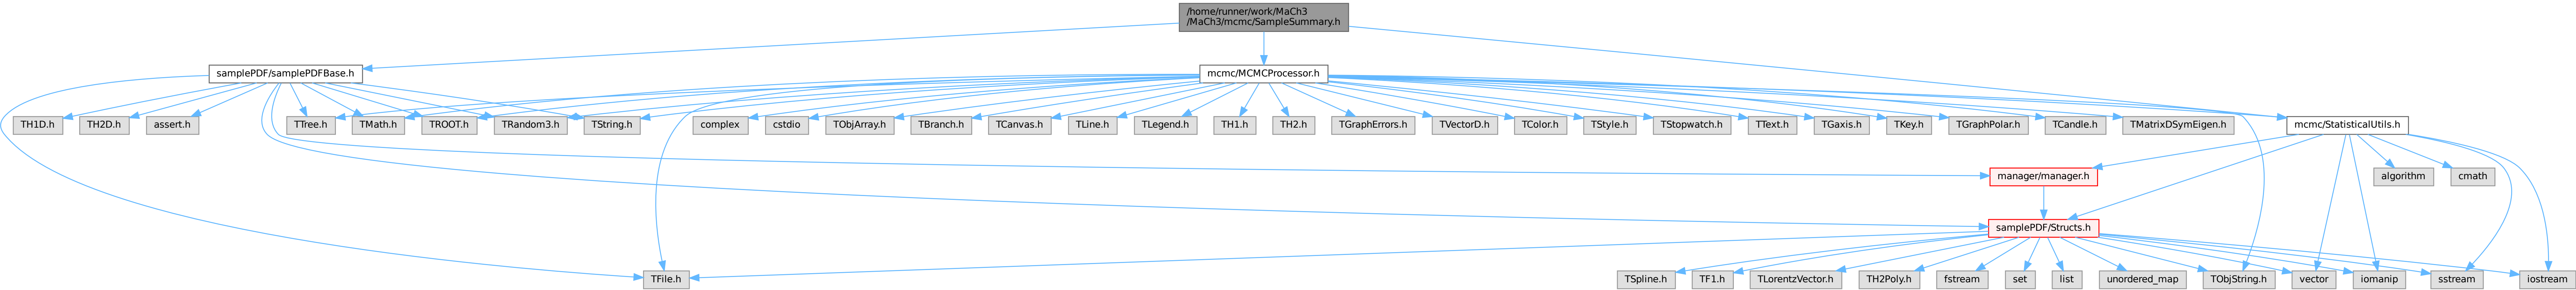 /home/runner/work/MaCh3
/MaCh3/mcmc/SampleSummary.h
samplePDF/samplePDFBase.h
mcmc/MCMCProcessor.h
TH1D.h
TH2D.h
assert.h
TTree.h
TMath.h
TROOT.h
TRandom3.h
TString.h
complex
cstdio
TObjArray.h
TBranch.h
TCanvas.h
TLine.h
TLegend.h
TH1.h
TH2.h
TGraphErrors.h
TVectorD.h
TColor.h
TStyle.h
TStopwatch.h
TText.h
TGaxis.h
TKey.h
TGraphPolar.h
TCandle.h
TMatrixDSymEigen.h
mcmc/StatisticalUtils.h
manager/manager.h
algorithm
cmath
samplePDF/Structs.h
TFile.h
TSpline.h
TF1.h
TLorentzVector.h
TH2Poly.h
fstream
set
list
unordered_map
TObjString.h
vector
iomanip
sstream
iostream